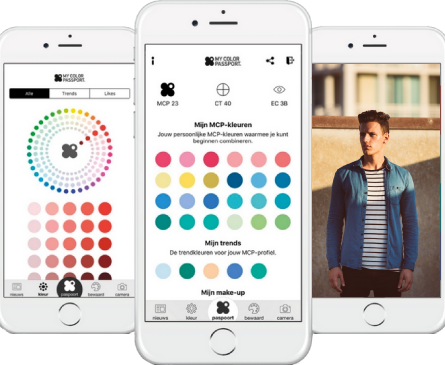 MY COLOR
PASSPORT.
Alle
Trends
Likes
nieuws
kleur
paspoort
bewaard
camera
MY COLOR
PASSPORT.
MCP 23
CT 40
EC 3B
Mijn MCP-kleuren
Jouw persoonlijke MCP-kleuren waarmee je kunt
beginnen combineren.
Mijn trends
De trendkleuren voor jouw MCP-profiel.
Mijn make-up
nieuws
kleur
paspoort
bewaard
camera